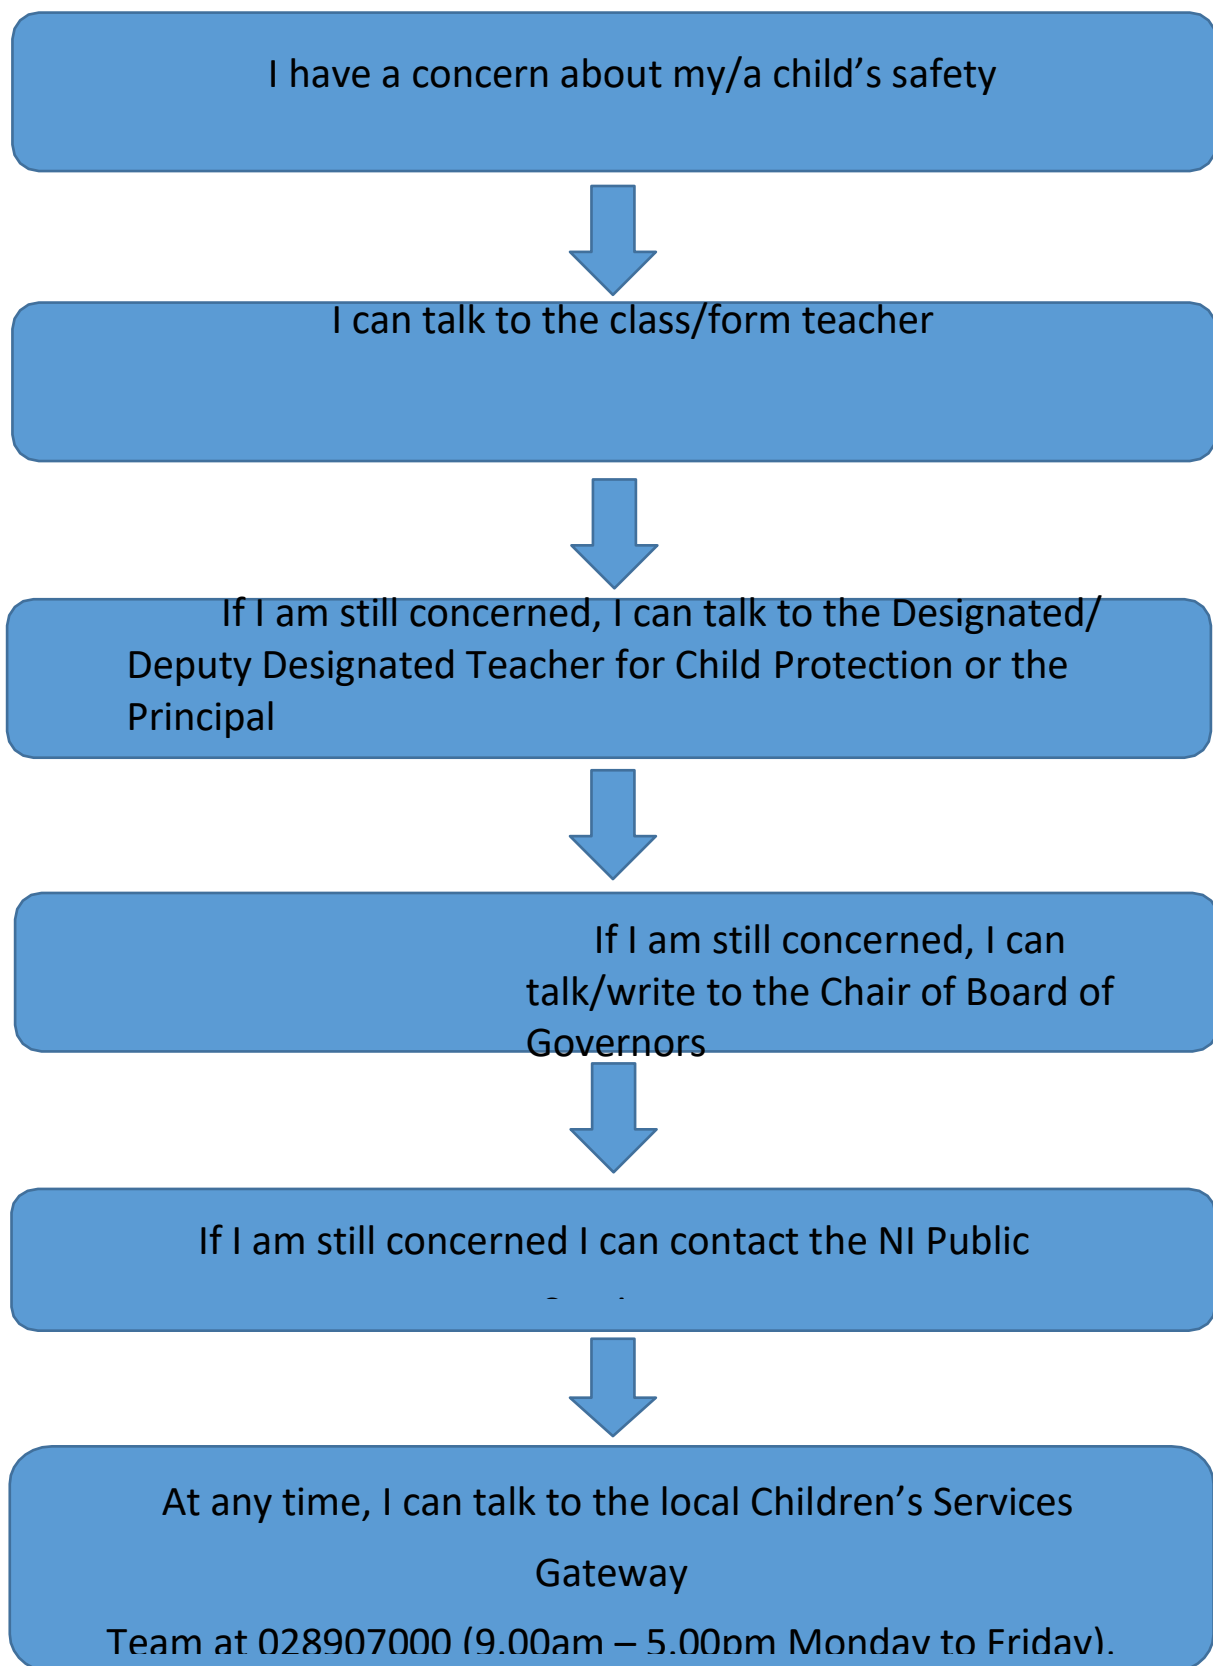 I have a concern about my/a child’s safety
I can talk to the class/form teacher
If I am still concerned, I can talk to the Designated/
Deputy Designated Teacher for Child Protection or the
Principal
If I am still concerned, I can
talk/write to the Chair of Board of
Governors
If I am still concerned I can contact the NI Public
At any time, I can talk to the local Children’s Services
Gateway
Team at 028907000 (9.00am – 5.00pm Monday to Friday).